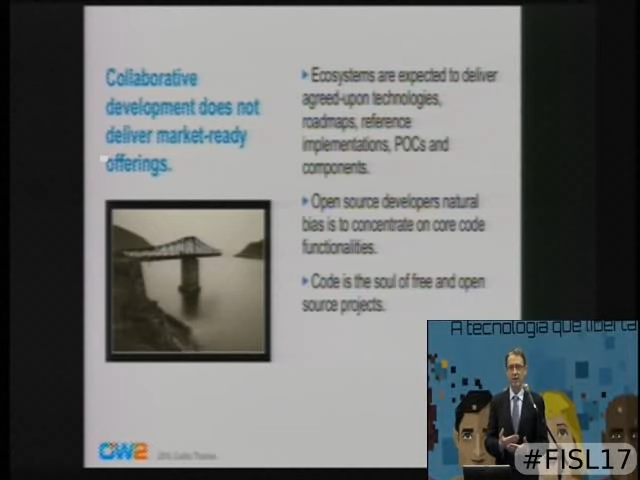 Collaborative
development does not
deliver market-ready
offerings.
Ecosystems are expected to deliver
agreed-upon technologies,
roadmaps, reference
implementations, POCs and
components.
Open source developers natural
bias is to concentrate on core code
functionalities.
Code is the soul of free and open
source projects.
OW2
A tecnologia que liberta
#FISL17